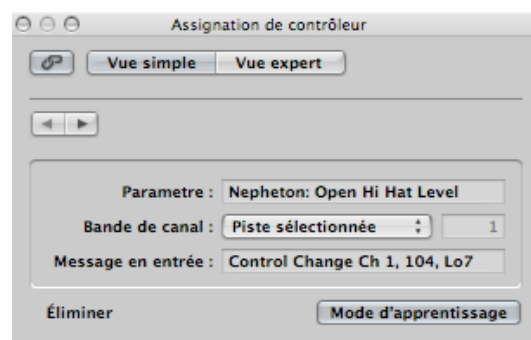 Assignation de contrôleur
Vue simple Vue expert
Parametre : Nepheton: Open Hi Hat Level
Bande de canal : Piste sélectionnée 1
Message en entrée : Control Change Ch 1, 104, Lo7
Éliminer Mode d'apprentissage